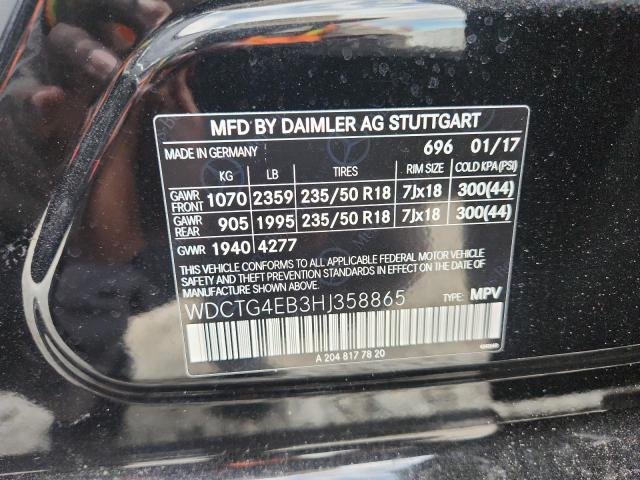 MFD BY DAIMLER AG STUTTGART
MADE IN GERMANY 696 01/17
KG LB TIRES RIM SIZE COLD KPA(PSI)
GAWR FRONT 1070 2359 235/50 R18 7Jx18 300(44)
GAWR REAR 905 1995 235/50 R18 7Jx18 300(44)
GVWR 1940 4277
THIS VEHICLE CONFORMS TO ALL APPLICABLE FEDERAL MOTOR VEHICLE
SAFETY AND THEFT PREVENTION STANDARDS IN EFFECT ON THE DATE OF
MANUFACTURE SHOWN ABOVE.
WDCTG4EB3HJ358865 TYPE: MPV
A 204 817 78 20